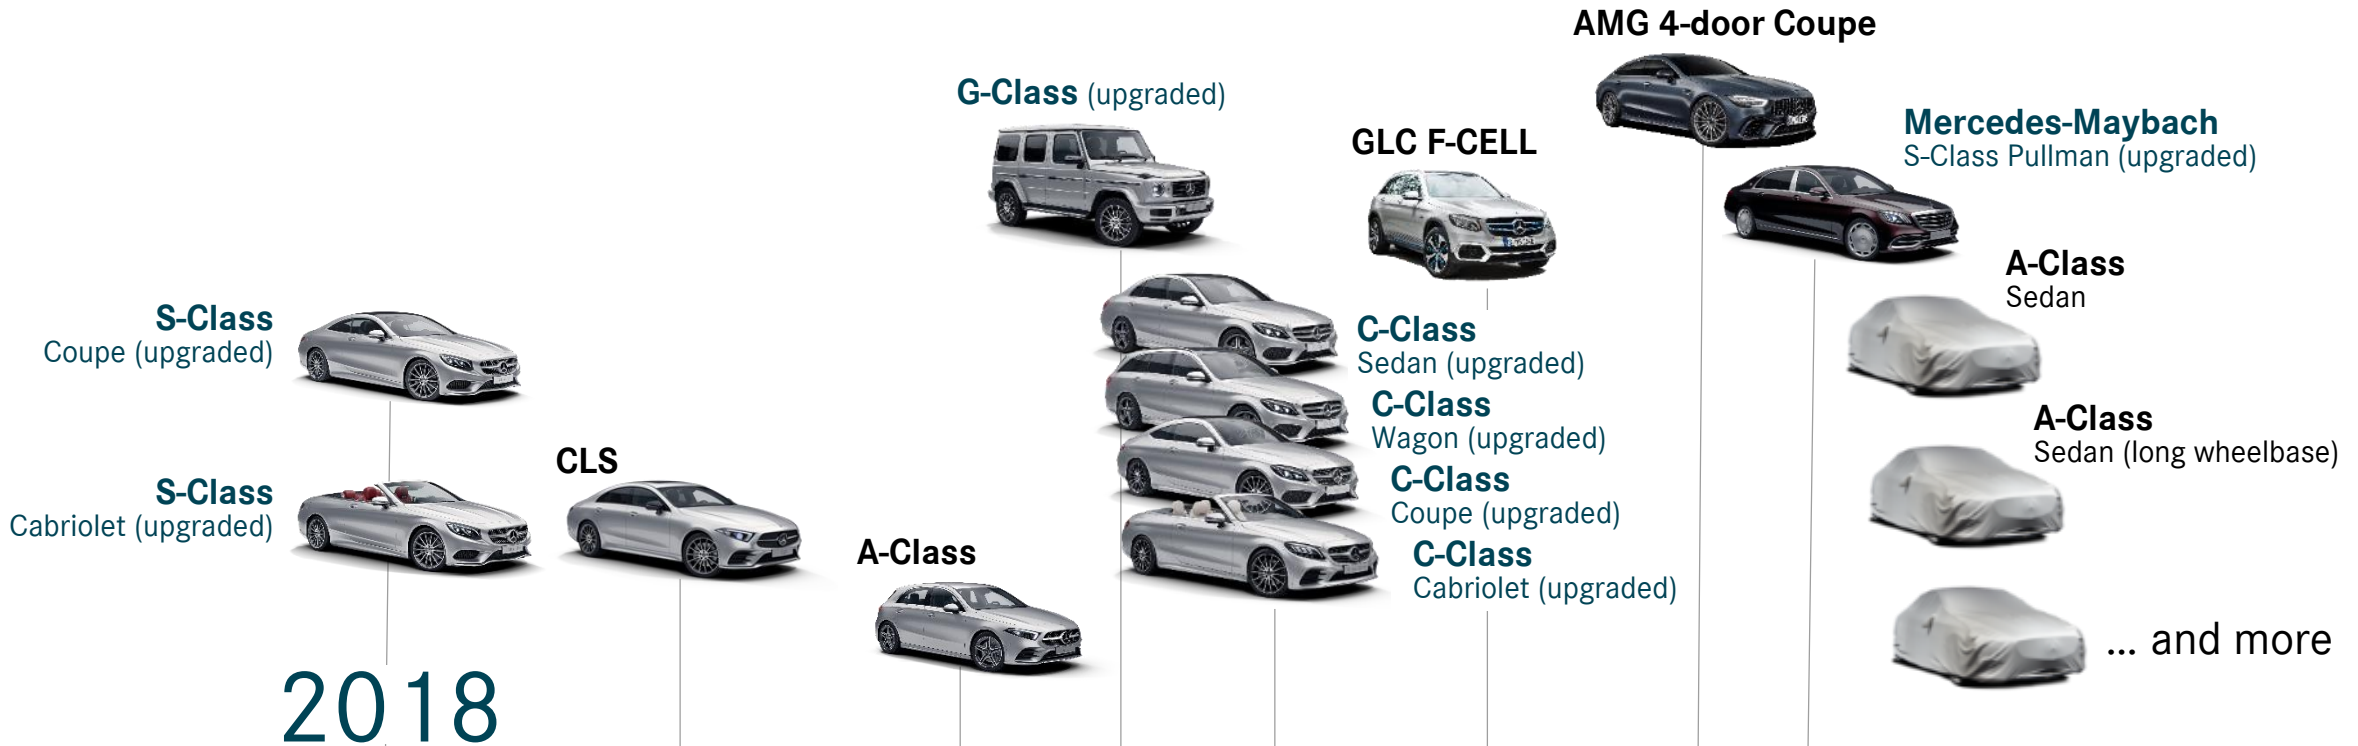 AMG 4-door Coupe
G-Class (upgraded)
Mercedes-Maybach
S-Class Pullman (upgraded)
GLC F-CELL
A-Class
Sedan
S-Class
Coupe (upgraded)
C-Class
Sedan (upgraded)
C-Class
Wagon (upgraded)
A-Class
Sedan (long wheelbase)
CLS
S-Class
Cabriolet (upgraded)
C-Class
Coupe (upgraded)
A-Class
C-Class
Cabriolet (upgraded)
... and more
2018